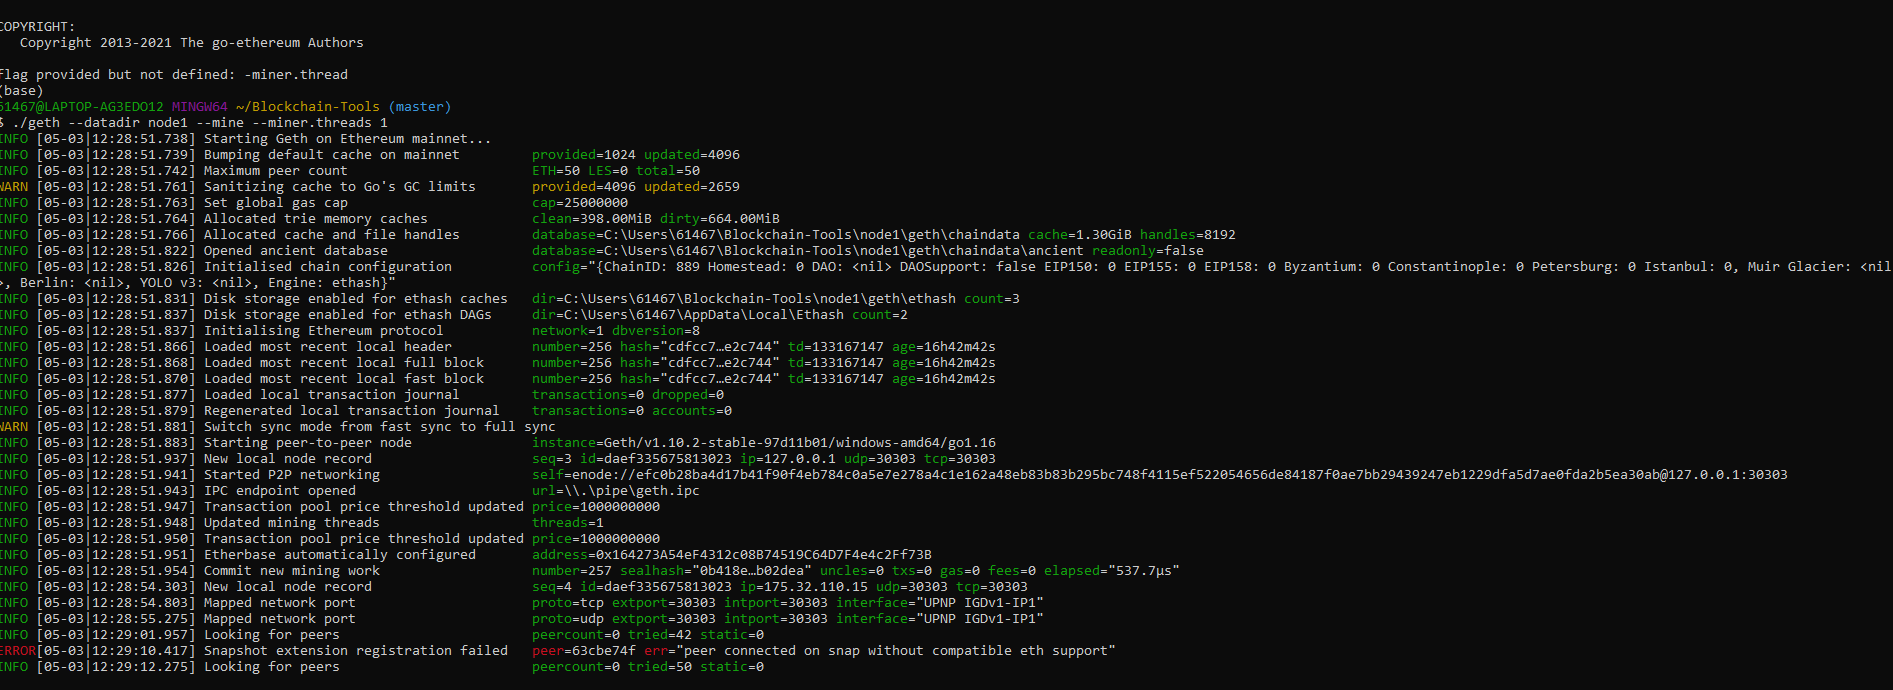 COPYRIGHT:
Copyright 2013-2021 The go-ethereum Authors
flag provided but not defined: -miner.thread
(base)
61467@LAPTOP-AG3EDO12 MINGW64 ~/Blockchain-Tools (master)
$ ./geth --datadir node1 --mine --miner.threads 1
INFO [05-03|12:28:51.738] Starting Geth on Ethereum mainnet...
INFO [05-03|12:28:51.739] Bumping default cache on mainnet provided=1024 updated=4096
INFO [05-03|12:28:51.742] Maximum peer count ETH=50 LES=0 total=50
WARN [05-03|12:28:51.761] Sanitizing cache to Go's GC limits provided=4096 updated=2659
INFO [05-03|12:28:51.763] Set global gas cap cap=25000000
INFO [05-03|12:28:51.764] Allocated trie memory caches clean=398.00MiB dirty=664.00MiB
INFO [05-03|12:28:51.766] Allocated cache and file handles database=C:\Users\61467\Blockchain-Tools\node1\geth\chaindata cache=1.30GiB handles=8192
INFO [05-03|12:28:51.822] Opened ancient database database=C:\Users\61467\Blockchain-Tools\node1\geth\chaindata\ancient readonly=false
INFO [05-03|12:28:51.826] Initialised chain configuration config="{ChainID: 889 Homestead: 0 DAO: <nil> DAOSupport: false EIP150: 0 EIP155: 0 EIP158: 0 Byzantium: 0 Constantinople: 0 Petersburg: 0 Istanbul: 0, Muir Glacier: <nil
>, Berlin: <nil>, YOLO v3: <nil>, Engine: ethash}"
INFO [05-03|12:28:51.831] Disk storage enabled for ethash caches dir=C:\Users\61467\Blockchain-Tools\node1\geth\ethash count=3
INFO [05-03|12:28:51.837] Disk storage enabled for ethash DAGs dir=C:\Users\61467\AppData\Local\Ethash count=2
INFO [05-03|12:28:51.837] Initialising Ethereum protocol network=1 dbversion=8
INFO [05-03|12:28:51.866] Loaded most recent local header number=256 hash="cdfcc7…e2c744" td=133167147 age=16h42m42s
INFO [05-03|12:28:51.868] Loaded most recent local full block number=256 hash="cdfcc7…e2c744" td=133167147 age=16h42m42s
INFO [05-03|12:28:51.870] Loaded most recent local fast block number=256 hash="cdfcc7…e2c744" td=133167147 age=16h42m42s
INFO [05-03|12:28:51.877] Loaded local transaction journal transactions=0 dropped=0
INFO [05-03|12:28:51.879] Regenerated local transaction journal transactions=0 accounts=0
WARN [05-03|12:28:51.881] Switch sync mode from fast sync to full sync
INFO [05-03|12:28:51.883] Starting peer-to-peer node instance=Geth/v1.10.2-stable-97d11b01/windows-amd64/go1.16
INFO [05-03|12:28:51.937] New local node record seq=3 id=daef335675813023 ip=127.0.0.1 udp=30303 tcp=30303
INFO [05-03|12:28:51.941] Started P2P networking self=enode://efc0b28ba4d17b41f90f4eb784c0a5e7e278a4c1e162a48eb83b83b295bc748f4115ef522054656de84187f0ae7bb29439247eb1229dfa5d7ae0fda2b5ea30ab@127.0.0.1:30303
INFO [05-03|12:28:51.943] IPC endpoint opened url=\\.\pipe\geth.ipc
INFO [05-03|12:28:51.947] Transaction pool price threshold updated price=1000000000
INFO [05-03|12:28:51.948] Updated mining threads threads=1
INFO [05-03|12:28:51.950] Transaction pool price threshold updated price=1000000000
INFO [05-03|12:28:51.951] Etherbase automatically configured address=0x164273A54eF4312c08B74519C64D7F4e4c2Ff73B
INFO [05-03|12:28:51.954] Commit new mining work number=257 sealhash="0b418e…b02dea" uncles=0 txs=0 gas=0 fees=0 elapsed="537.7µs"
INFO [05-03|12:28:54.303] New local node record seq=4 id=daef335675813023 ip=175.32.110.15 udp=30303 tcp=30303
INFO [05-03|12:28:54.803] Mapped network port proto=tcp extport=30303 intport=30303 interface="UPNP IGDv1-IP1"
INFO [05-03|12:28:55.275] Mapped network port proto=udp extport=30303 intport=30303 interface="UPNP IGDv1-IP1"
INFO [05-03|12:29:01.957] Looking for peers peercount=0 tried=42 static=0
ERROR[05-03|12:29:10.417] Snapshot extension registration failed peer=63cbe74f err="peer connected on snap without compatible eth support"
INFO [05-03|12:29:12.275] Looking for peers peercount=0 tried=50 static=0